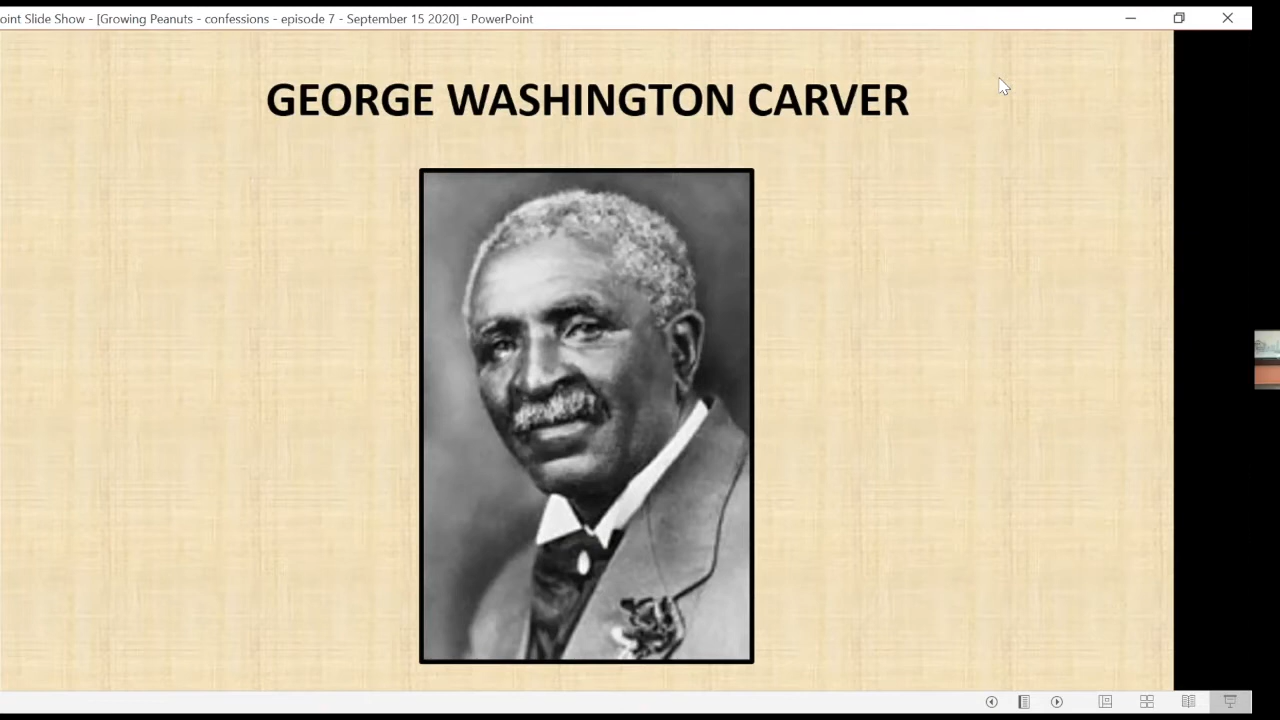 oint Slide Show - [Growing Peanuts - confessions - episode 7 - September 15 2020] - PowerPoint
GEORGE WASHINGTON CARVER